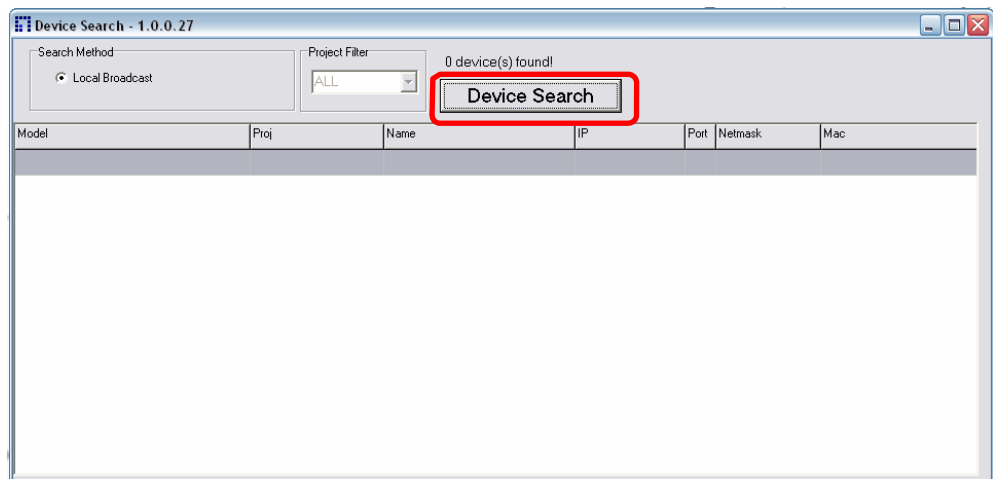 Device Search - 1.0.0.27
Search Method
Local Broadcast
Project Filter
ALL
0 device(s) found!
Device Search
Model Proj Name IP Port Netmask Mac